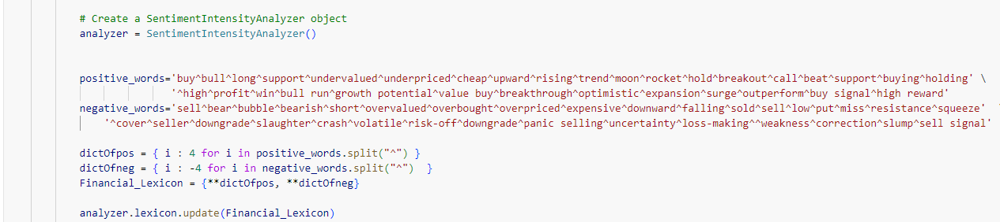 # Create a SentimentIntensityAnalyzer object
analyzer = SentimentIntensityAnalyzer()
positive_words='buy^bull^long^support^undervalued^underpriced^cheap^upward^rising^trend^moon^rocket^hold^breakout^call^beat^support^buying^holding' \
'^high^profit^win^bull run^growth potential^value buy^breakthrough^optimistic^expansion^surge^outperform^buy signal^high reward'
negative_words='sell^bear^bubble^bearish^short^overvalued^overbought^overpriced^expensive^downward^falling^sold^sell^low^put^miss^resistance^squeeze' \
'^cover^seller^downgrade^slaughter^crash^volatile^risk-off^downgrade^panic selling^uncertainty^loss-making^^weakness^correction^slump^sell signal'
dictOfpos = { i : 4 for i in positive_words.split("^") }
dictOfneg = { i : -4 for i in negative_words.split("^")  }
Financial_Lexicon = {**dictOfpos, **dictOfneg}
analyzer.lexicon.update(Financial_Lexicon)